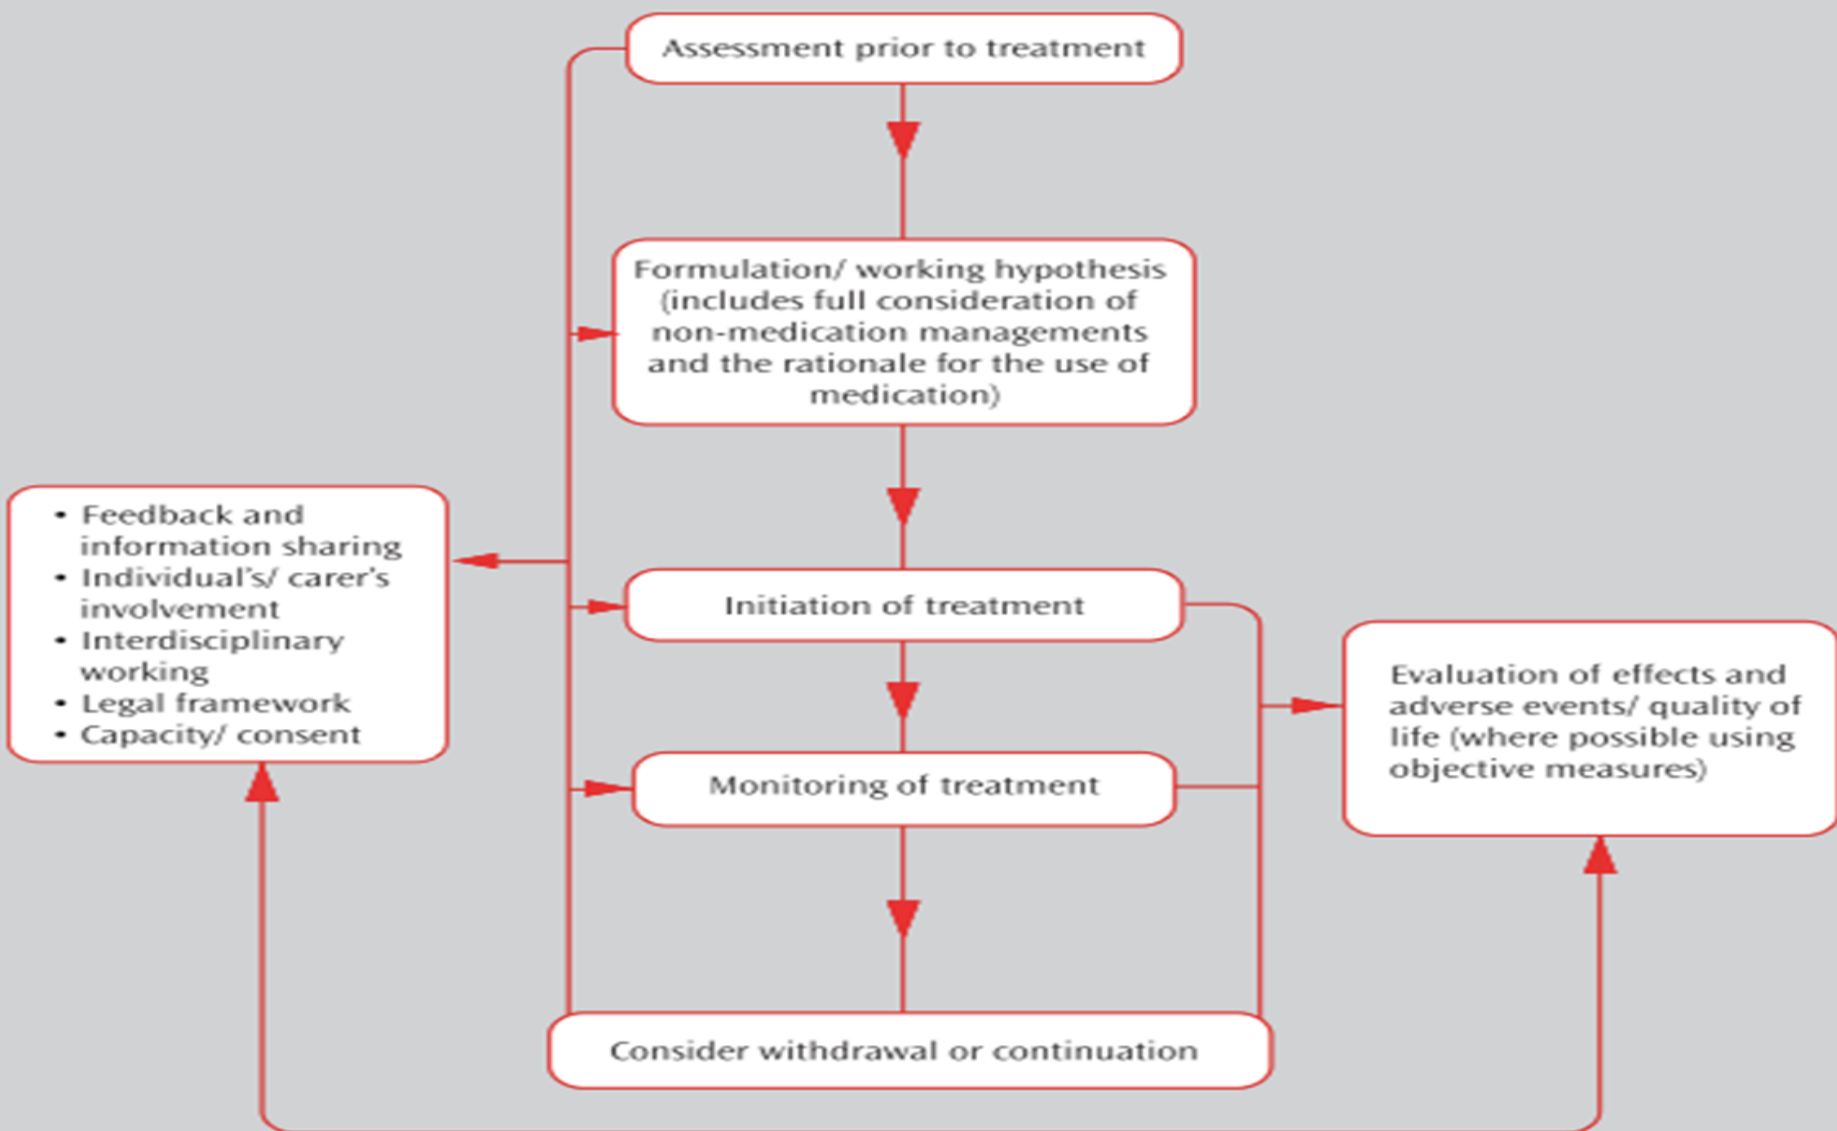 Assessment prior to treatment
Formulation/ working hypothesis
(includes full consideration of
non-medication managements
and the rationale for the use of
medication)
• Feedback and
information sharing
• Individual's/ carer's
involvement
• Interdisciplinary
working
• Legal framework
• Capacity/ consent
Initiation of treatment
Monitoring of treatment
Evaluation of effects and
adverse events/ quality of
life (where possible using
objective measures)
Consider withdrawal or continuation